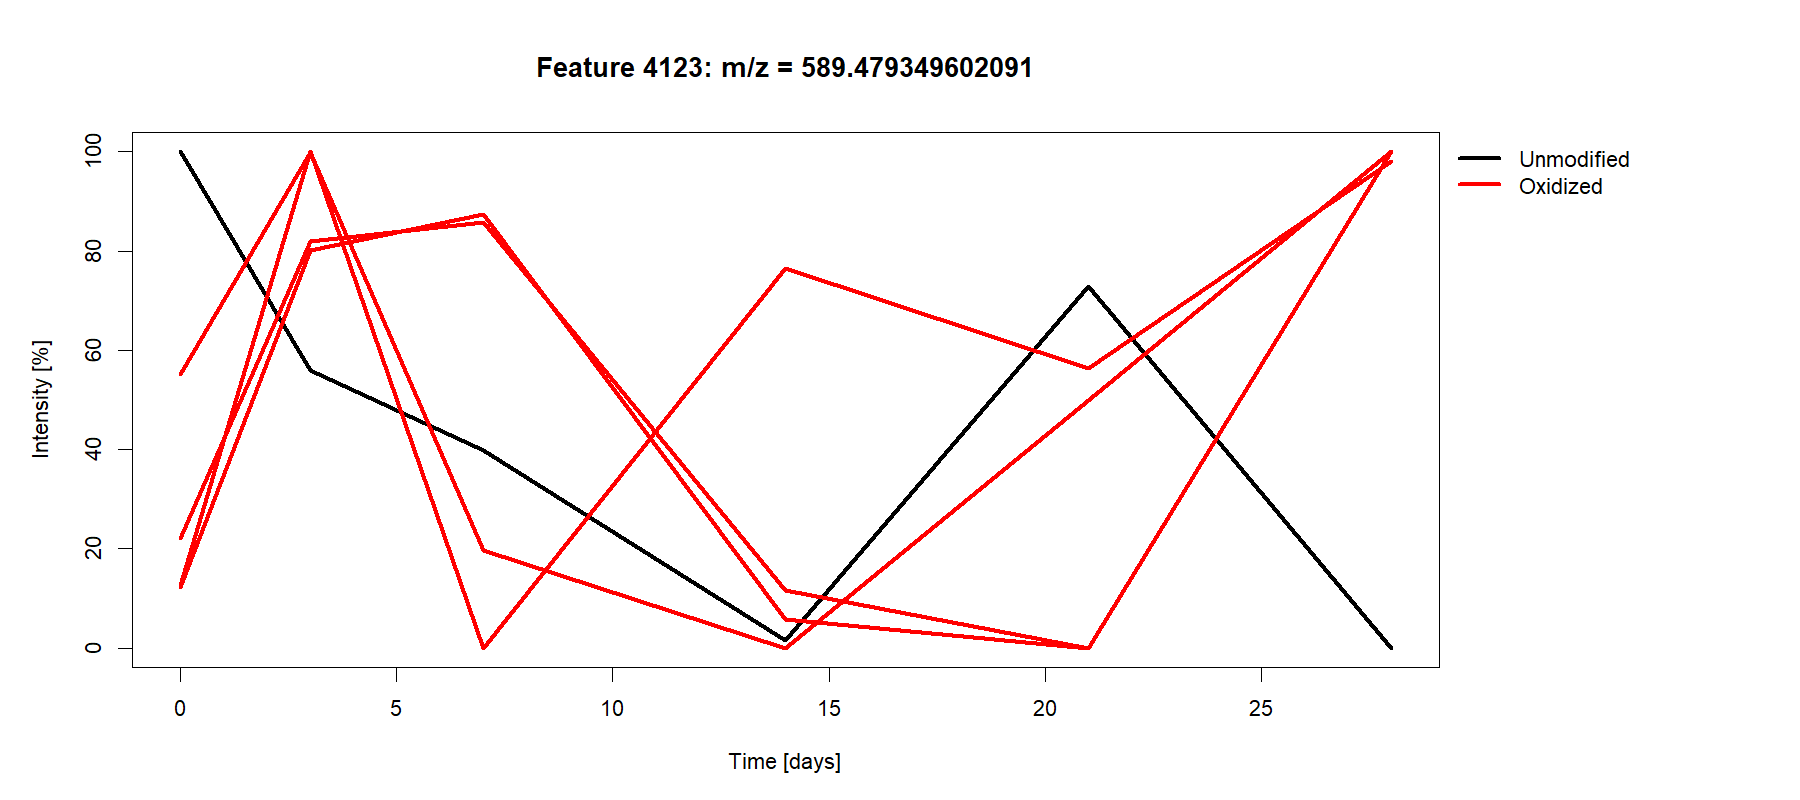 Feature 4123: m/z = 589.479349602091
Unmodified
Oxidized
Intensity [%]
100
80
60
40
20
0
0 5 10 15 20 25
Time [days]